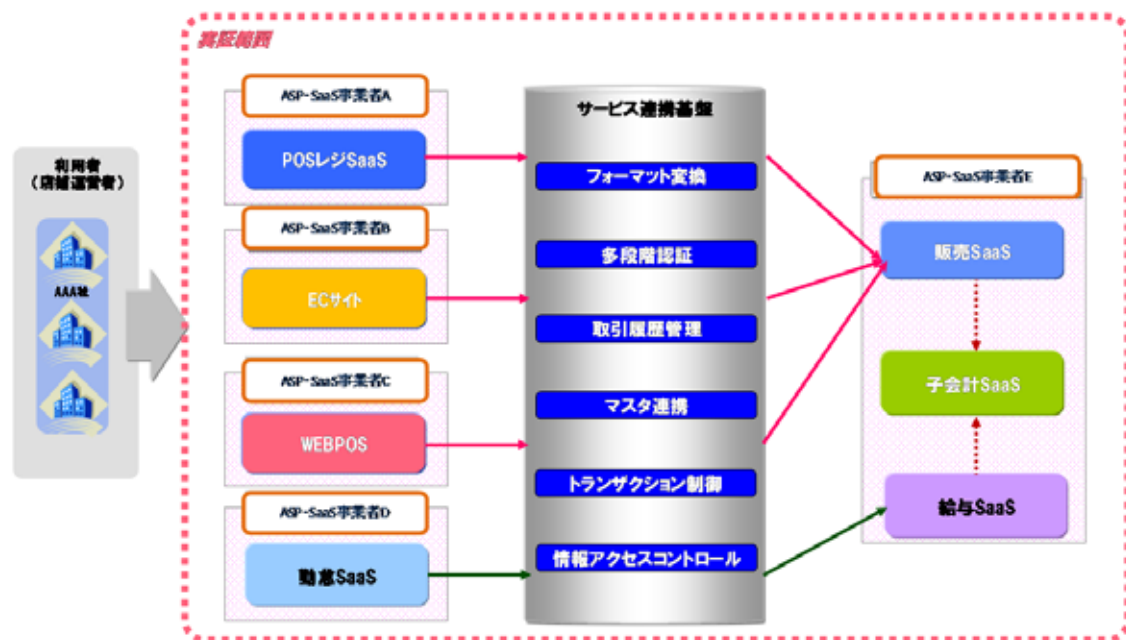 実証範囲
利用者
（店舗運営者）
AAA社
ASP・SaaS事業者A
POSレジSaaS
ASP・SaaS事業者B
ECサイト
ASP・SaaS事業者C
WEBPOS
ASP・SaaS事業者D
勤怠SaaS
サービス連携基盤
フォーマット変換
多段階認証
取引履歴管理
マスタ連携
トランザクション制御
情報アクセスコントロール
ASP・SaaS事業者E
販売SaaS
子会計SaaS
給与SaaS